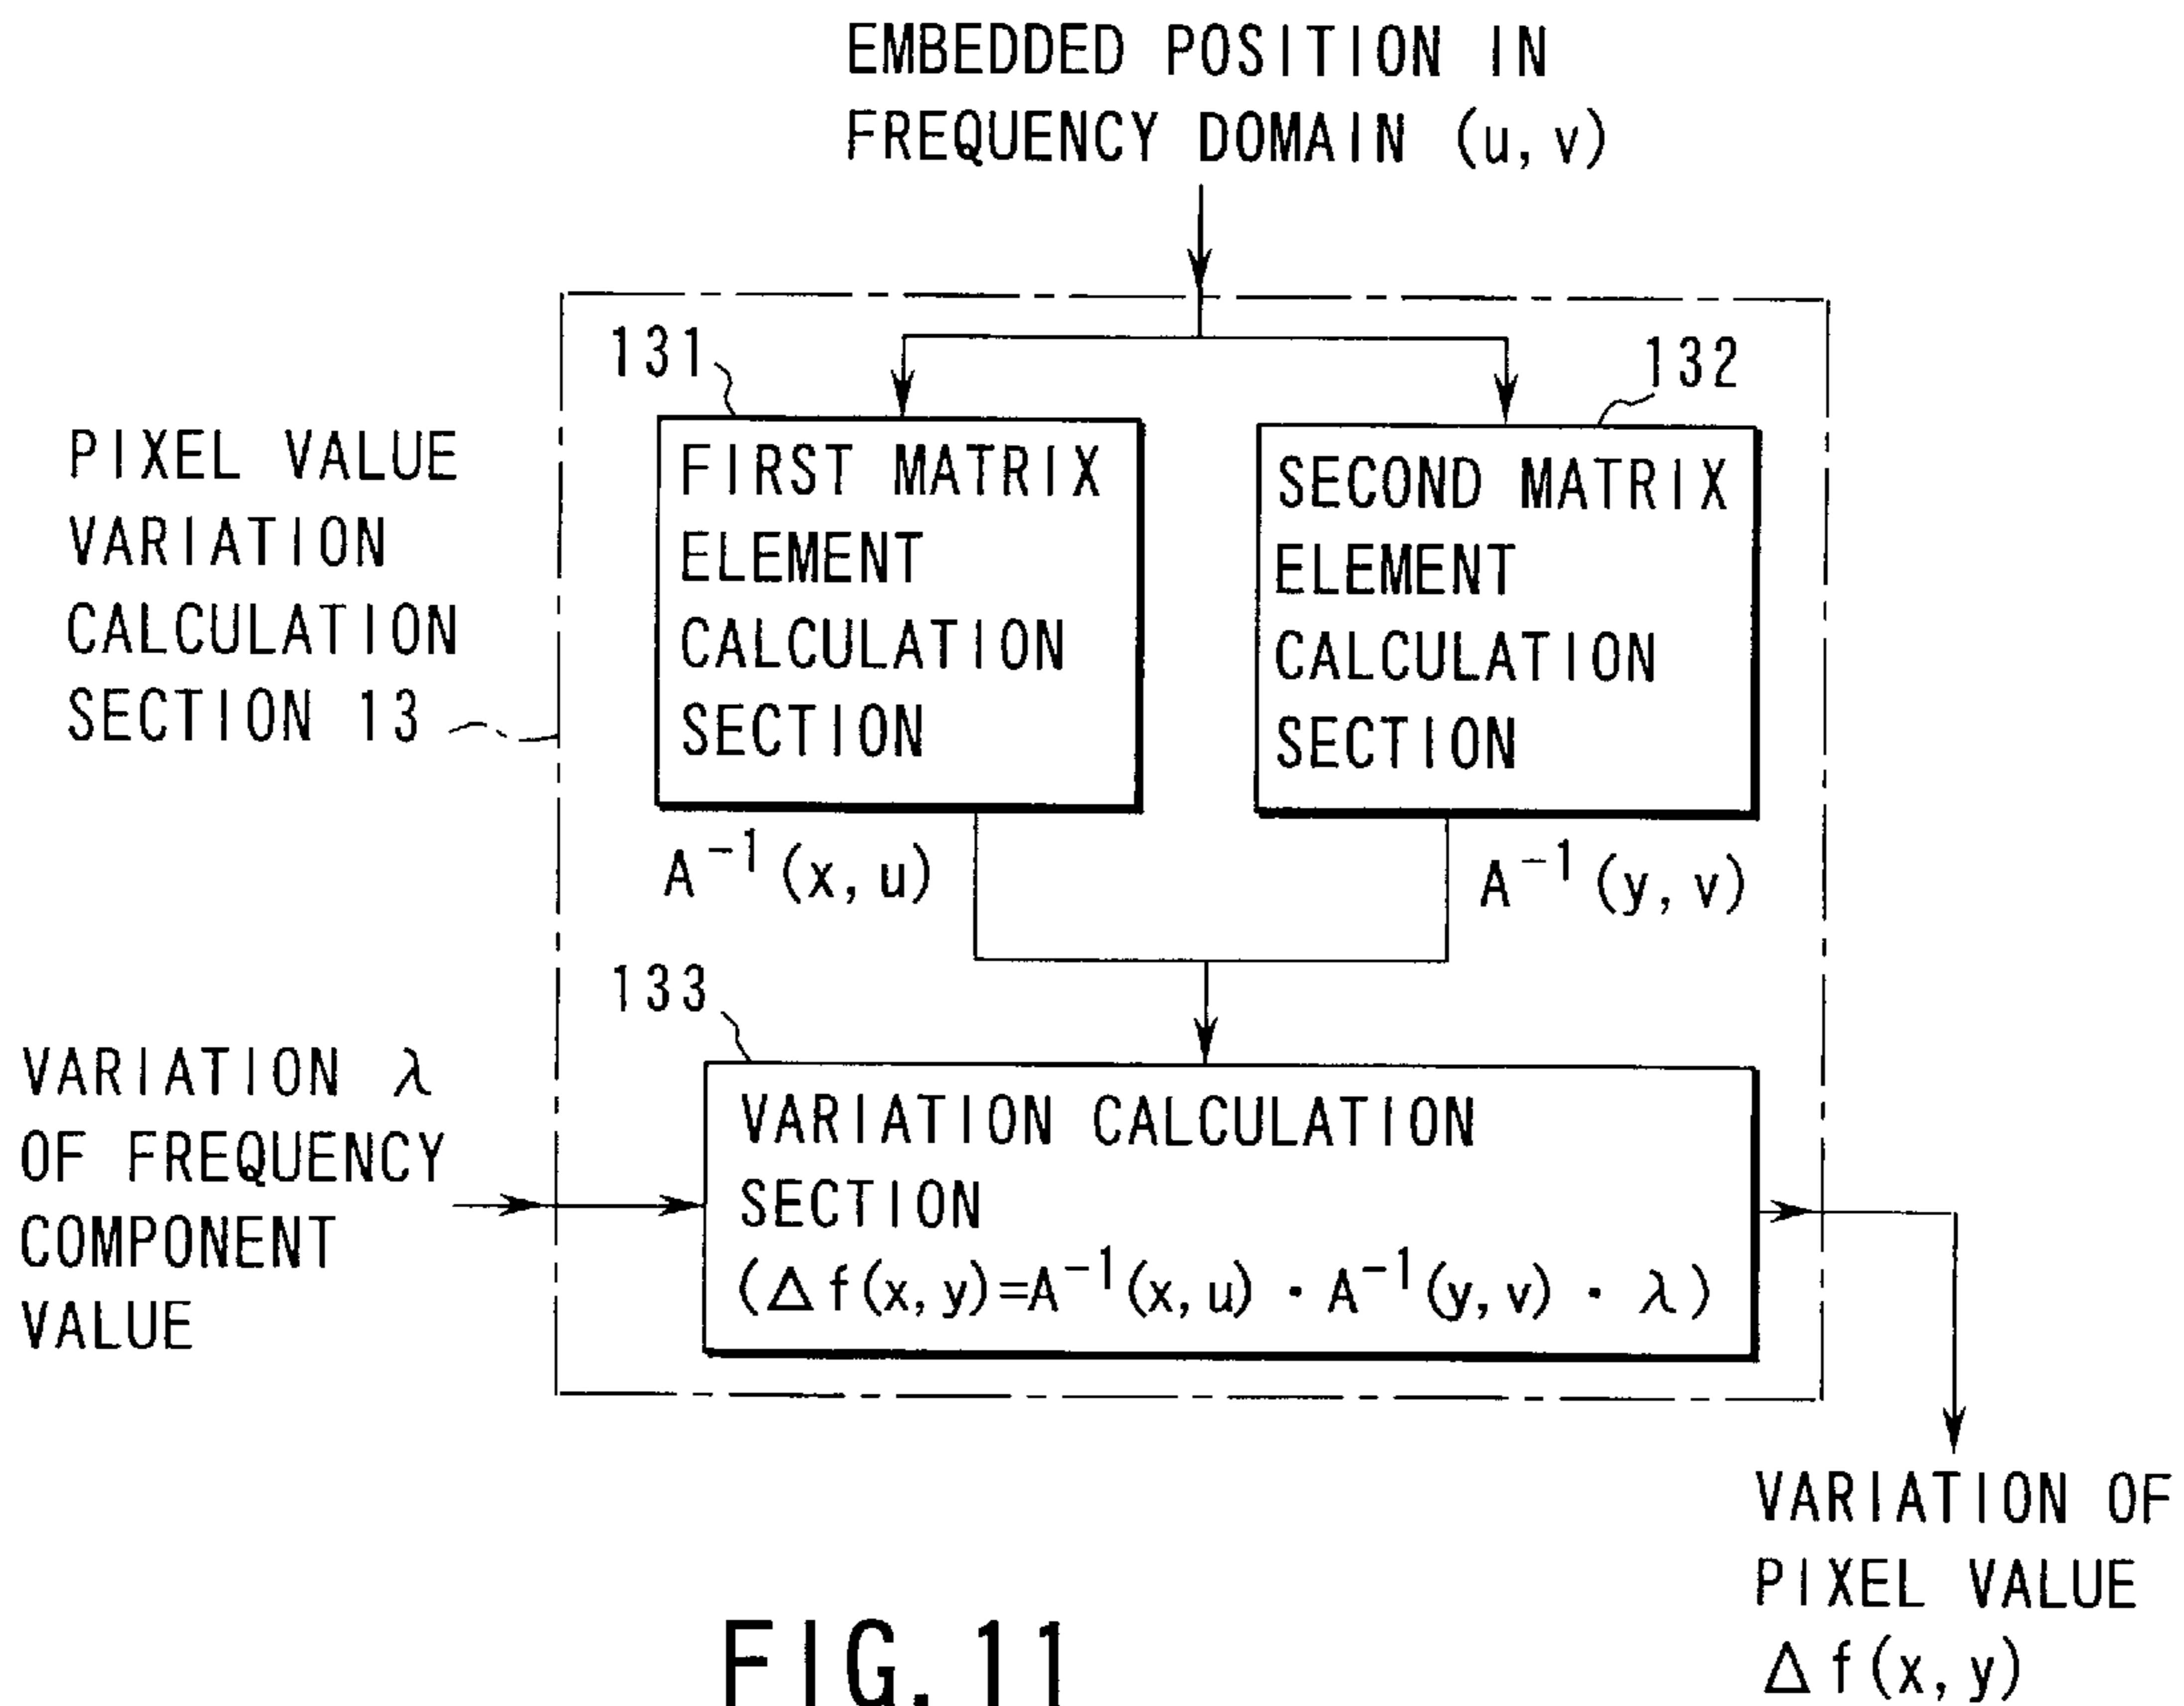 EMBEDDED POSITION IN
FREQUENCY DOMAIN (u, v)
131
132
PIXEL VALUE
VARIATION
CALCULATION
SECTION 13
FIRST MATRIX
ELEMENT
CALCULATION
SECTION
SECOND MATRIX
ELEMENT
CALCULATION
SECTION
A⁻¹(x, u)
A⁻¹(y, v)
133
VARIATION λ
OF FREQUENCY
COMPONENT
VALUE
VARIATION CALCULATION
SECTION
(Δf(x, y)=A⁻¹(x, u) · A⁻¹(y, v) · λ)
VARIATION OF
PIXEL VALUE
Δf(x, y)
FIG. 11